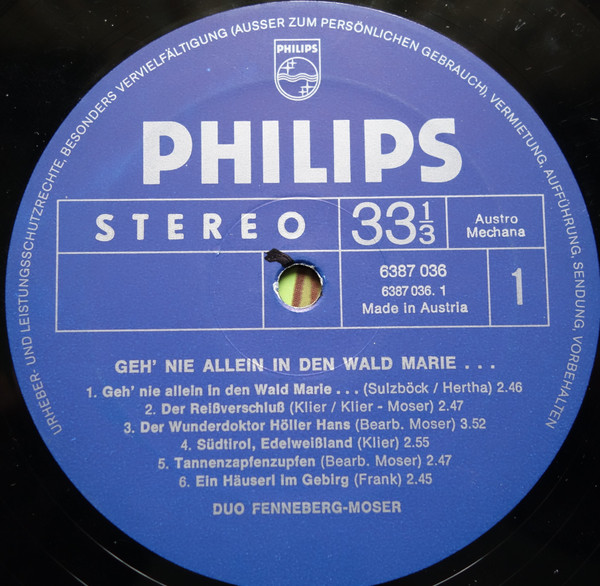 URHEBER- UND LEISTUNGSSCHUTZRECHTE, BESONDERS VERVIELFÄLTIGUNG (AUSSER ZUM PERSÖNLICHEN GEBRAUCH), VERMIETUNG, AUFFÜHRUNG, SENDUNG, VORBEHALTEN
PHILIPS
PHILIPS
STEREO
33 1/3
Austro
Mechana
6387 036
6387 036. 1
Made in Austria
1
GEH' NIE ALLEIN IN DEN WALD MARIE . . .
1. Geh' nie allein in den Wald Marie . . . (Sulzböck / Hertha) 2.46
2. Der Reißverschluß (Klier / Klier - Moser) 2.47
3. Der Wunderdoktor Höller Hans (Bearb. Moser) 3.52
4. Südtirol, Edelweißland (Klier) 2.55
5. Tannenzapfenzupfen (Bearb. Moser) 2.47
6. Ein Häuserl im Gebirg (Frank) 2.45
DUO FENNEBERG-MOSER